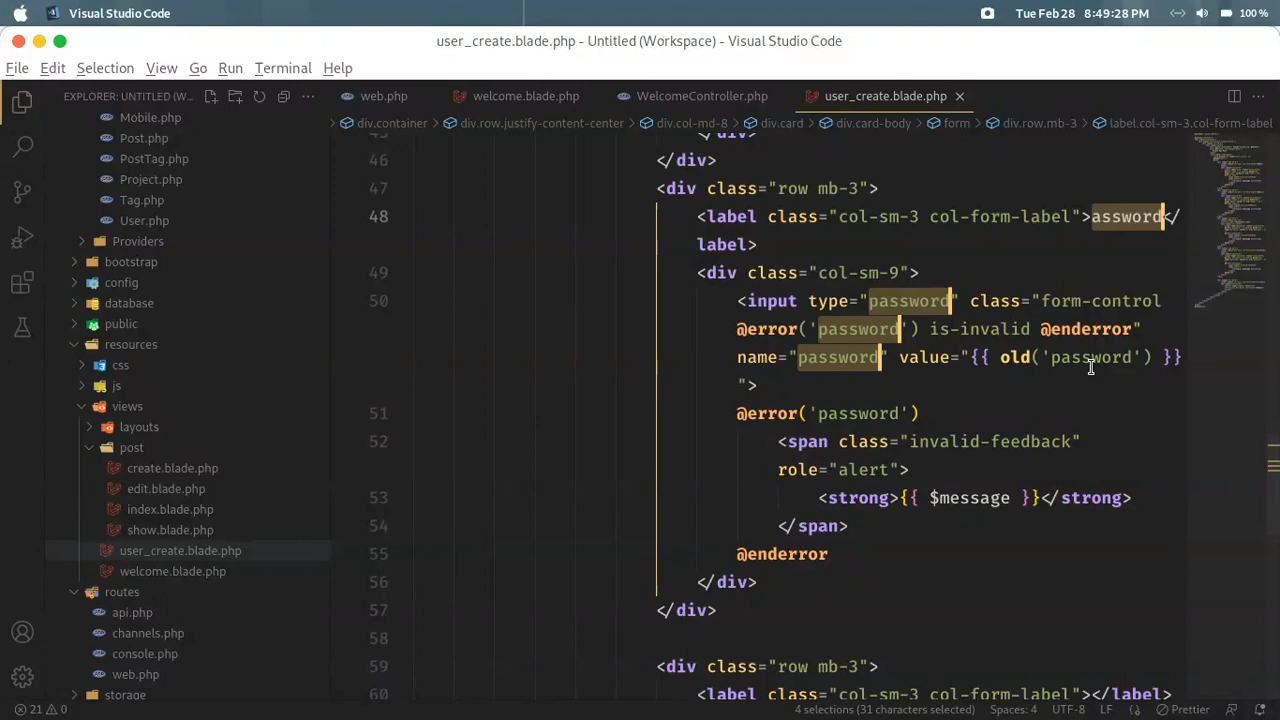 Visual Studio Code
Tue Feb 28 8:49:28 PM
100 %
user_create.blade.php - Untitled (Workspace) - Visual Studio Code
File Edit Selection View Go Run Terminal Help
EXPLORER: UNTITLED (W...
web.php welcome.blade.php WelcomeController.php user_create.blade.php
div.container div.row.justify-content-center div.col-md-8 div.card div.card-body form div.row.mb-3 label.col-sm-3.col-form-label
Mobile.php
Post.php
PostTag.php
Project.php
Tag.php
User.php
Providers
bootstrap
config
database
public
resources
css
js
views
layouts
post
create.blade.php
edit.blade.php
index.blade.php
show.blade.php
user_create.blade.php
welcome.blade.php
routes
api.php
channels.php
console.php
web.php
storage
45 </div>
46 </div>
47 <div class="row mb-3">
48 <label class="col-sm-3 col-form-label">assword</
label>
49 <div class="col-sm-9">
50 <input type="password" class="form-control
@error('password') is-invalid @enderror"
name="password" value="{{ old('password') }}
">
51 @error('password')
52 <span class="invalid-feedback"
role="alert">
53 <strong>{{ $message }}</strong>
54 </span>
55 @enderror
56 </div>
57 </div>
58
59 <div class="row mb-3">
60 <label class="col-sm-3 col-form-label"></label>
21 0
4 selections (31 characters selected) Spaces: 4 UTF-8 LF Prettier